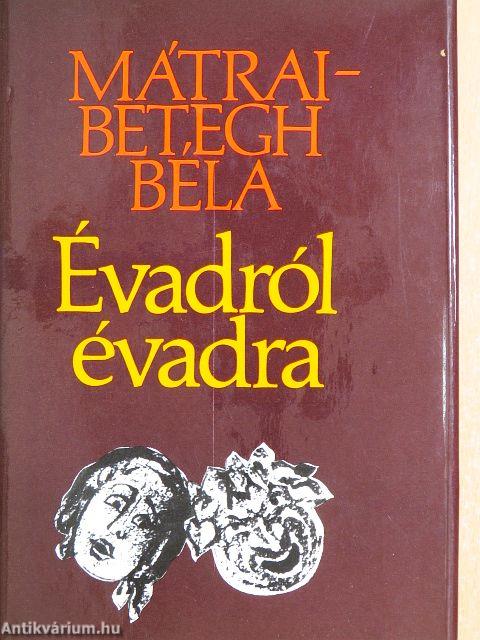 MÁTRAI-
BETEGH
BÉLA
Évadról
évadra
Antikvárium.hu